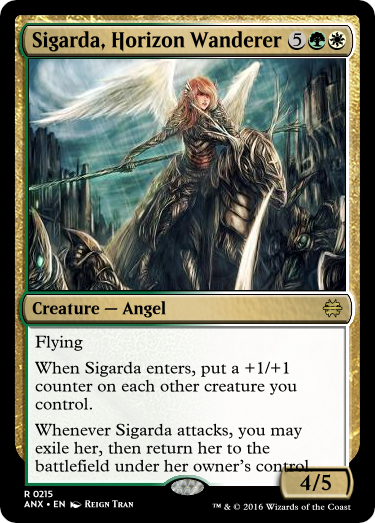 Sigarda, Horizon Wanderer 5
Creature — Angel
Flying
When Sigarda enters, put a +1/+1
counter on each other creature you
control.
Whenever Sigarda attacks, you may
exile her, then return her to the
battlefield under her owner's control.
4/5
R 0215
ANX • EN Reign Tran
™ & © 2016 Wizards of the Coast